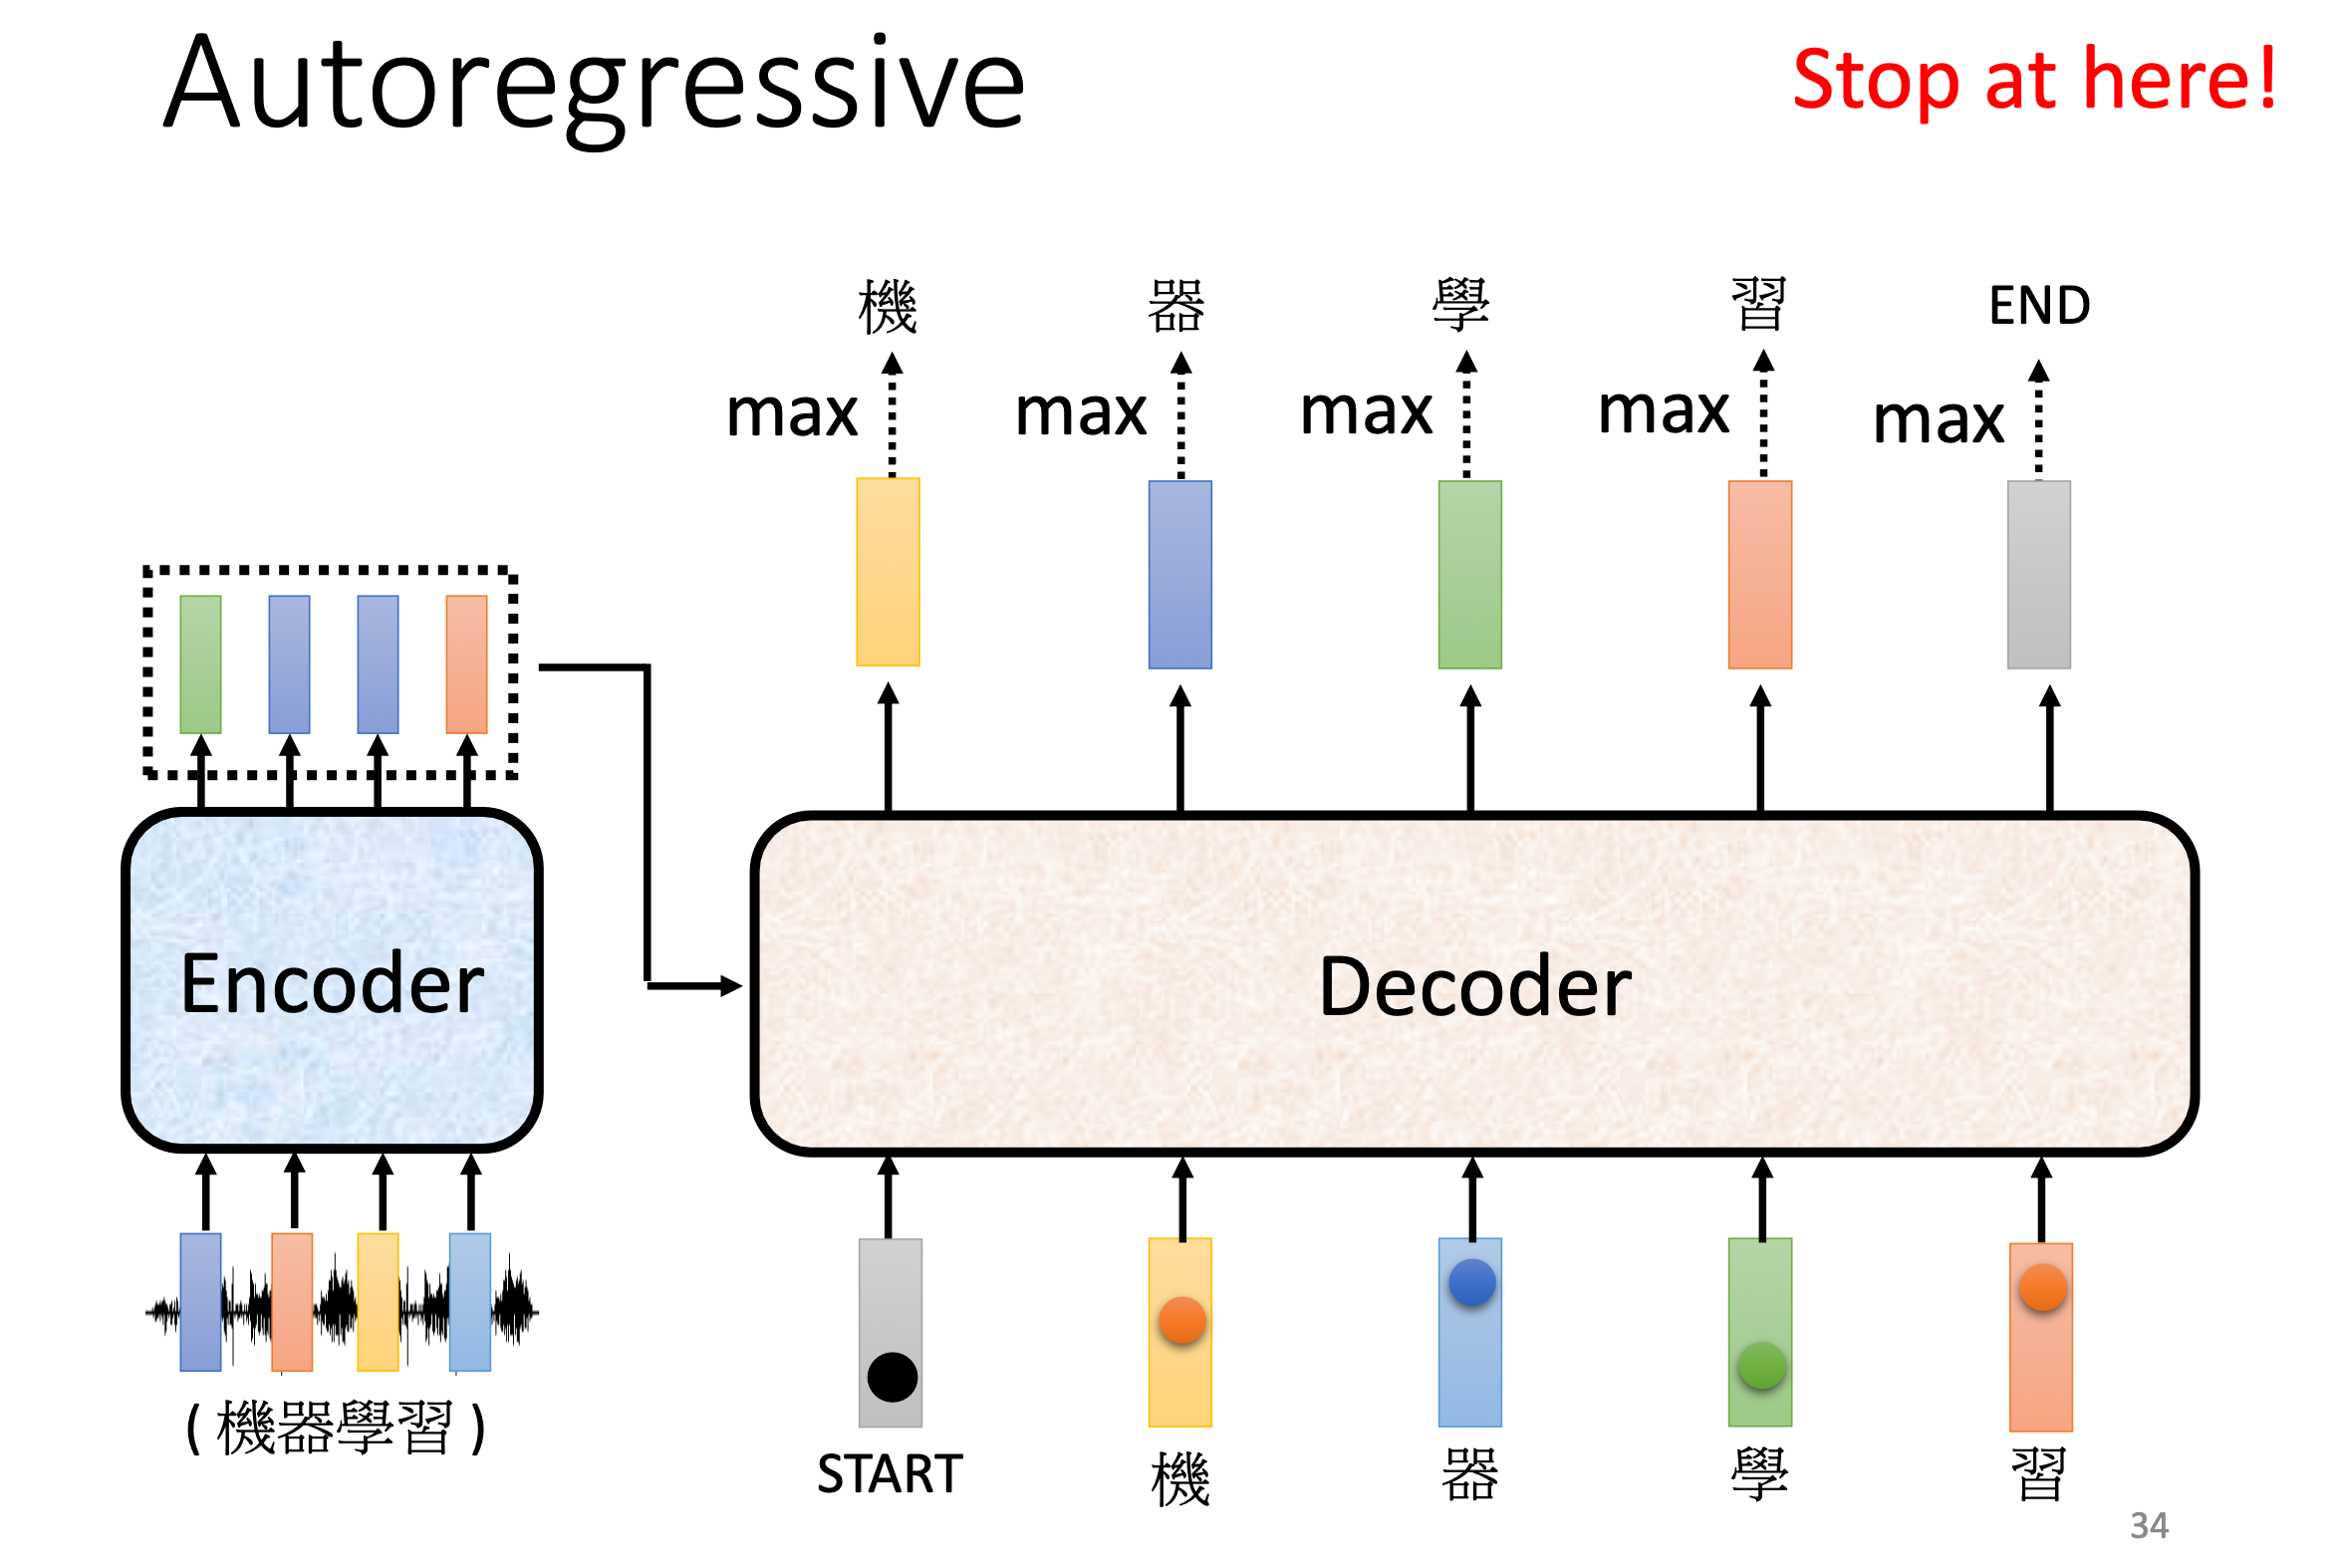 Autoregressive
Stop at here!
機 器 學 習 END
max max max max max
Encoder
Decoder
(機器學習)
START 機 器 學 習
34